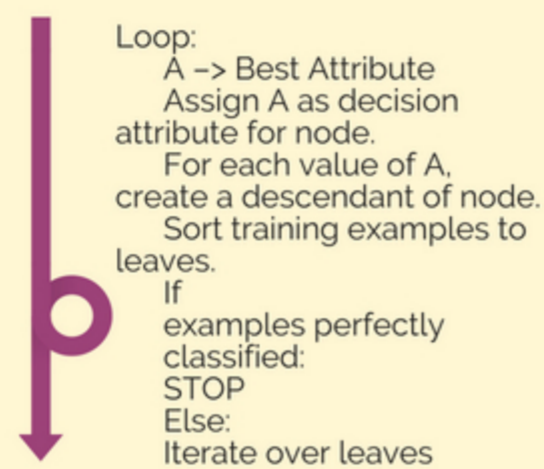 Loop:
A –> Best Attribute
Assign A as decision
attribute for node.
For each value of A,
create a descendant of node.
Sort training examples to
leaves.
If
examples perfectly
classified:
STOP
Else:
Iterate over leaves